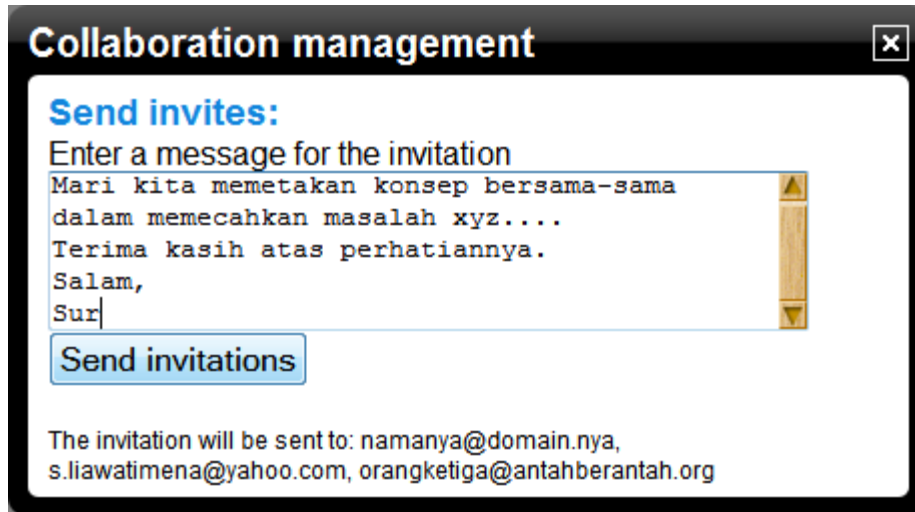 Collaboration management
Send invites:
Enter a message for the invitation
Mari kita memetakan konsep bersama-sama
dalam memecahkan masalah xyz....
Terima kasih atas perhatiannya.
Salam,
Sur
Send invitations
The invitation will be sent to: namanya@domain.nya,
s.liawatimena@yahoo.com, orangketiga@antahberantah.org